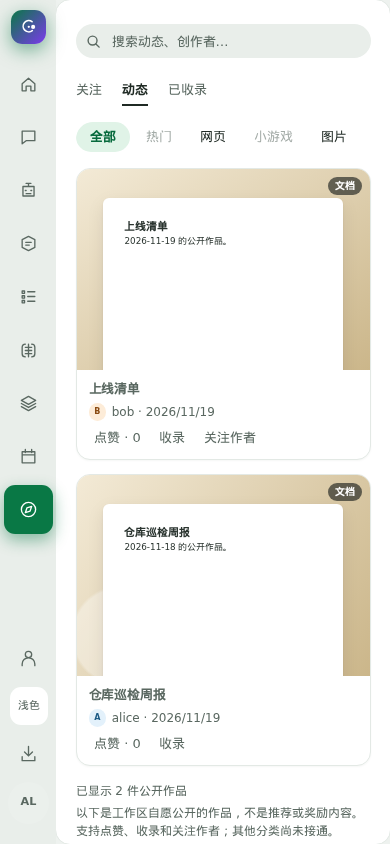 搜索动态、创作者…
关注 动态 已收录
全部 热门 网页 小游戏 图片
文档
上线清单
2026-11-19 的公开作品。
上线清单
B bob · 2026/11/19
点赞 · 0 收录 关注作者
文档
仓库巡检周报
2026-11-18 的公开作品。
仓库巡检周报
A alice · 2026/11/19
点赞 · 0 收录
浅色
AL
已显示 2 件公开作品
以下是工作区自愿公开的作品，不是推荐或奖励内容。
支持点赞、收录和关注作者；其他分类尚未接通。